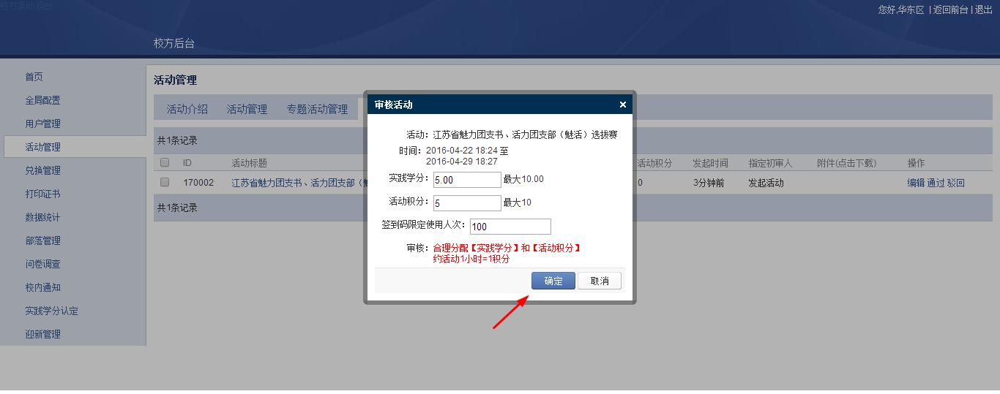 校方活动后台
您好,华东区 | 返回前台 | 退出
校方后台
首页
全局配置
用户管理
活动管理
兑换管理
打印证书
数据统计
部落管理
问卷调查
校内通知
实践学分认定
迎新管理
活动管理
活动介绍 活动管理 专题活动管理
共1条记录
ID 活动标题 活动积分 发起时间 指定初审人 附件(点击下载) 操作
170002 江苏省魅力团支书、活力团支部（魅 0 3分钟前 发起活动 编辑 通过 驳回
共1条记录
审核活动 ×
活动：江苏省魅力团支书、活力团支部（魅活）选拔赛
时间：2016-04-22 18:24 至
2016-04-29 18:27
实践学分：5.00 最大10.00
活动积分：5 最大10
签到码限定使用人次：100
审核：合理分配【实践学分】和【活动积分】
约活动1小时=1积分
确定 取消